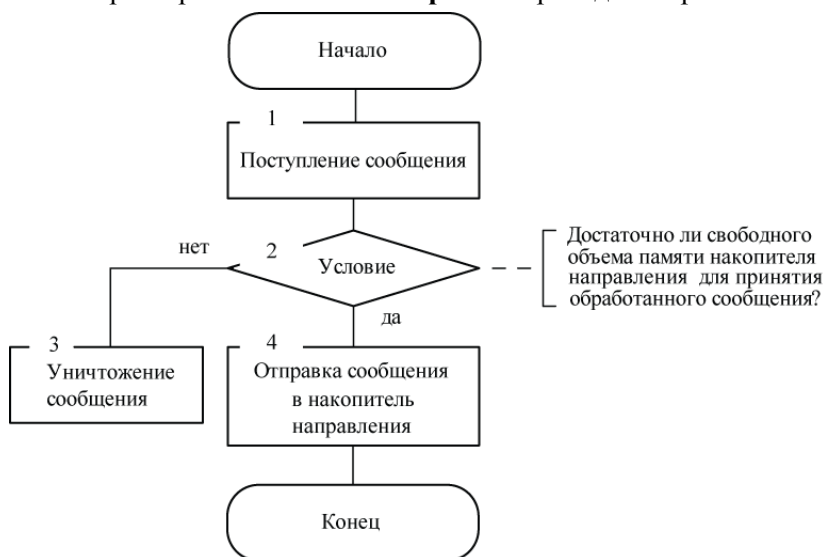 Начало
1
Поступление сообщения
нет
2
Условие
Достаточно ли свободного
объема памяти накопителя
направления для принятия
обработанного сообщения?
да
3
Уничтожение
сообщения
4
Отправка сообщения
в накопитель
направления
Конец